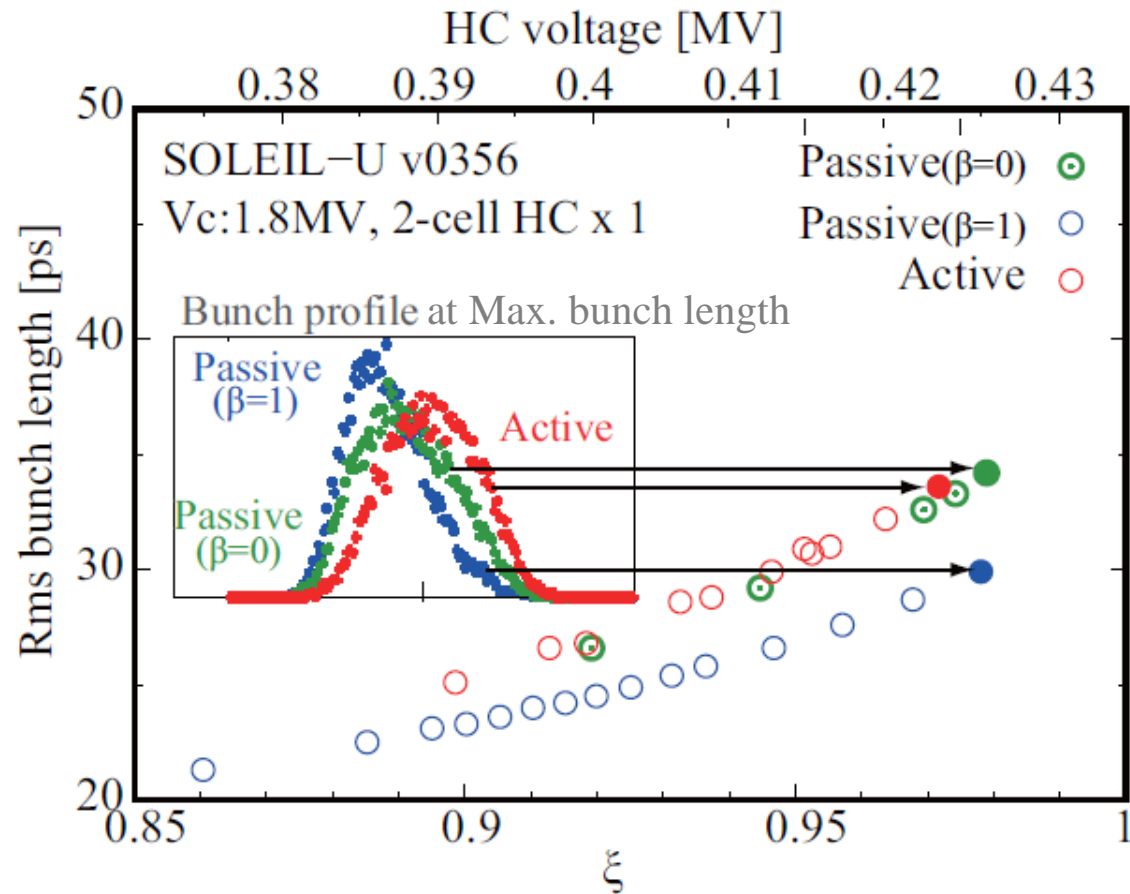 HC voltage [MV]
0.38 0.39 0.4 0.41 0.42 0.43
50
40
30
20
Rms bunch length [ps]
SOLEIL−U v0356
Vc:1.8MV, 2-cell HC x 1
Passive(β=0)
Passive(β=1)
Active
Bunch profile at Max. bunch length
Passive
(β=1)
Active
Passive
(β=0)
0.85 0.9 0.95 1
ξ